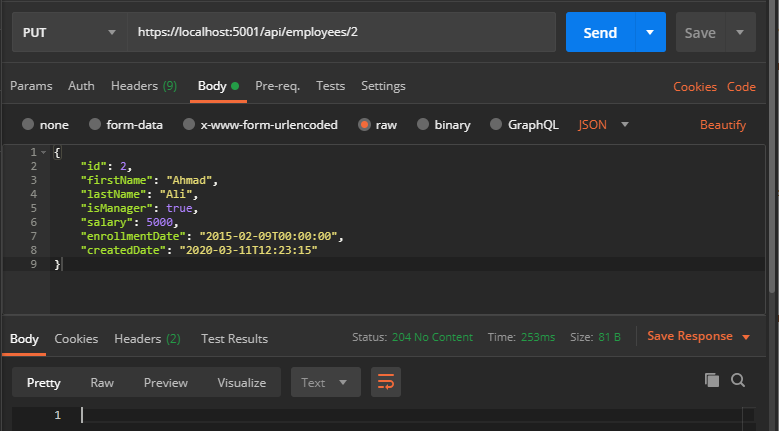 PUT https://localhost:5001/api/employees/2 Send Save
Params Auth Headers (9) Body Pre-req. Tests Settings Cookies Code
none form-data x-www-form-urlencoded raw binary GraphQL JSON Beautify
1 {
2 "id": 2,
3 "firstName": "Ahmad",
4 "lastName": "Ali",
5 "isManager": true,
6 "salary": 5000,
7 "enrollmentDate": "2015-02-09T00:00:00",
8 "createdDate": "2020-03-11T12:23:15"
9 }
Body Cookies Headers (2) Test Results Status: 204 No Content Time: 253ms Size: 81 B Save Response
Pretty Raw Preview Visualize Text
1